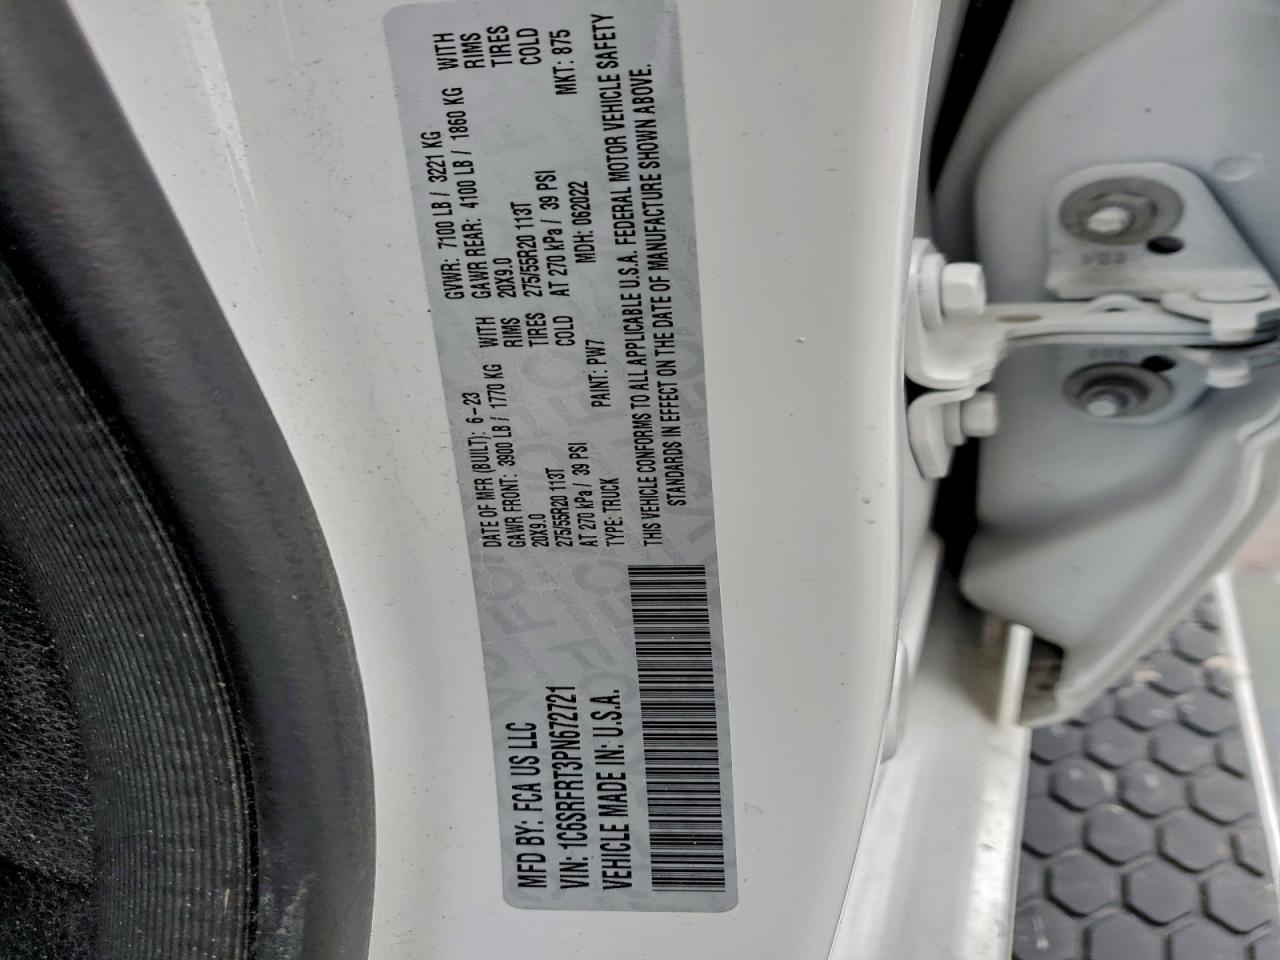 MFD BY: FCA US LLC
VIN: 1C6SRFRT3PN672721
VEHICLE MADE IN: U.S.A.
DATE OF MFR (BUILT): 6-23 GVWR: 7100 LB / 3221 KG
GAWR FRONT: 3900 LB / 1770 KG WITH GAWR REAR: 4100 LB / 1860 KG WITH
20X9.0 RIMS 20X9.0 RIMS
275/55R20 113T TIRES 275/55R20 113T TIRES
AT 270 kPa / 39 PSI COLD AT 270 kPa / 39 PSI COLD
TYPE: TRUCK PAINT: PW7 MDH: 062022 MKT: 875
THIS VEHICLE CONFORMS TO ALL APPLICABLE U.S.A. FEDERAL MOTOR VEHICLE SAFETY
STANDARDS IN EFFECT ON THE DATE OF MANUFACTURE SHOWN ABOVE.